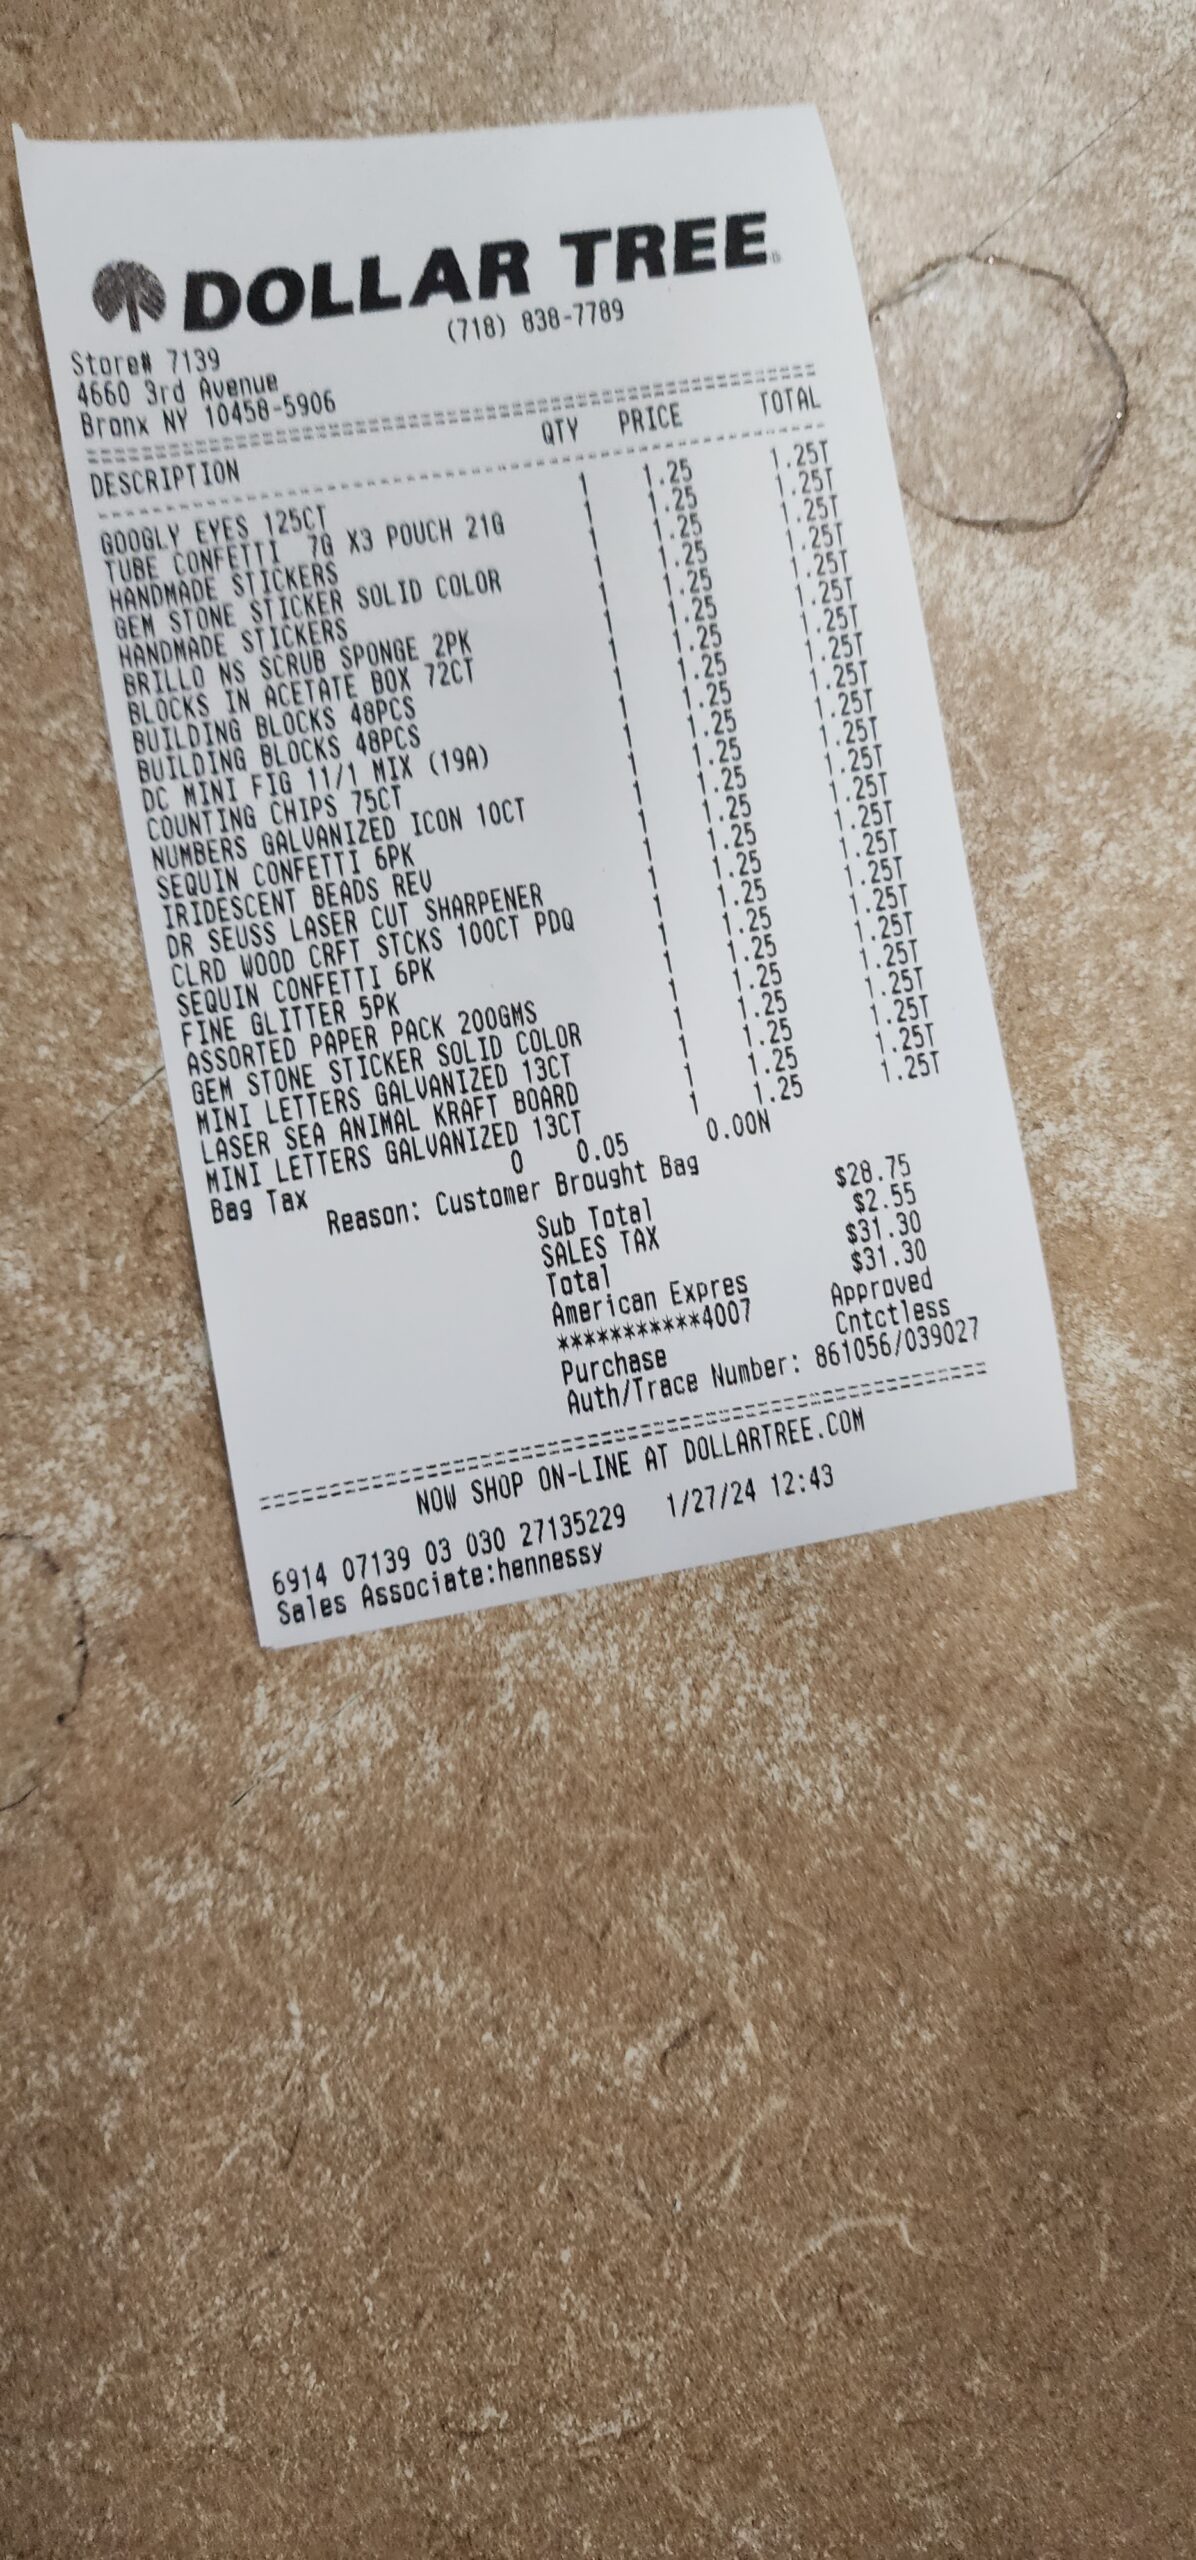 DOLLAR TREE
(718) 838-7789
Store# 7139
4660 3rd Avenue
Bronx NY 10458-5906
DESCRIPTION QTY PRICE TOTAL
GOOGLY EYES 125CT 1 1.25 1.25T
TUBE CONFETTI 7G X3 POUCH 21G 1 1.25 1.25T
HANDMADE STICKERS 1 1.25 1.25T
GEM STONE STICKER SOLID COLOR 1 1.25 1.25T
HANDMADE STICKERS 1 1.25 1.25T
BRILLO NS SCRUB SPONGE 2PK 1 1.25 1.25T
BLOCKS IN ACETATE BOX 72CT 1 1.25 1.25T
BUILDING BLOCKS 48PCS 1 1.25 1.25T
BUILDING BLOCKS 48PCS 1 1.25 1.25T
DC MINI FIG 11/1 MIX (19A) 1 1.25 1.25T
COUNTING CHIPS 75CT 1 1.25 1.25T
NUMBERS GALVANIZED ICON 10CT 1 1.25 1.25T
SEQUIN CONFETTI 6PK 1 1.25 1.25T
IRIDESCENT BEADS REV 1 1.25 1.25T
DR SEUSS LASER CUT SHARPENER 1 1.25 1.25T
CLRD WOOD CRFT STCKS 100CT PDQ 1 1.25 1.25T
SEQUIN CONFETTI 6PK 1 1.25 1.25T
FINE GLITTER 5PK 1 1.25 1.25T
ASSORTED PAPER PACK 200GMS 1 1.25 1.25T
GEM STONE STICKER SOLID COLOR 1 1.25 1.25T
MINI LETTERS GALVANIZED 13CT 1 1.25 1.25T
LASER SEA ANIMAL KRAFT BOARD 1 1.25 1.25T
MINI LETTERS GALVANIZED 13CT 1 1.25 1.25T
Bag Tax 0 0.05 0.00N
Reason: Customer Brought Bag
Sub Total $28.75
SALES TAX $2.55
Total $31.30
American Expres $31.30
***********4007 Approved
Purchase Cntctless
Auth/Trace Number: 861056/039027
NOW SHOP ON-LINE AT DOLLARTREE.COM
6914 07139 03 030 27135229 1/27/24 12:43
Sales Associate:hennessy